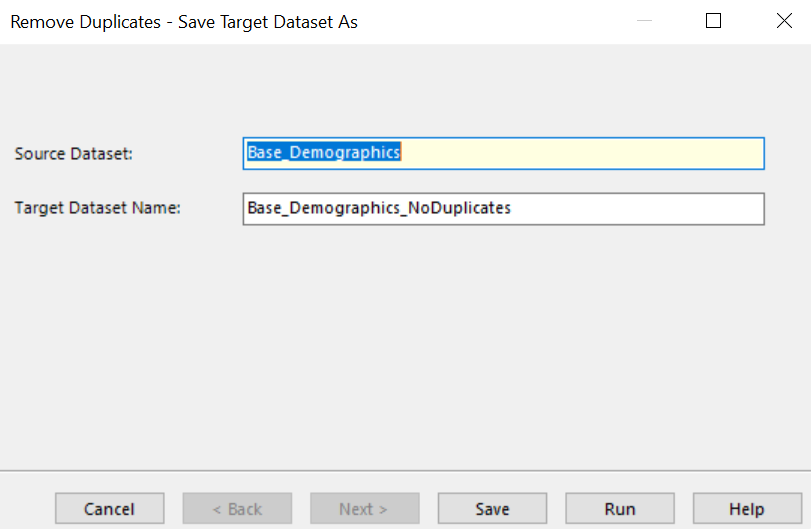 Remove Duplicates - Save Target Dataset As
Source Dataset: Base_Demographics
Target Dataset Name: Base_Demographics_NoDuplicates
Cancel < Back Next > Save Run Help